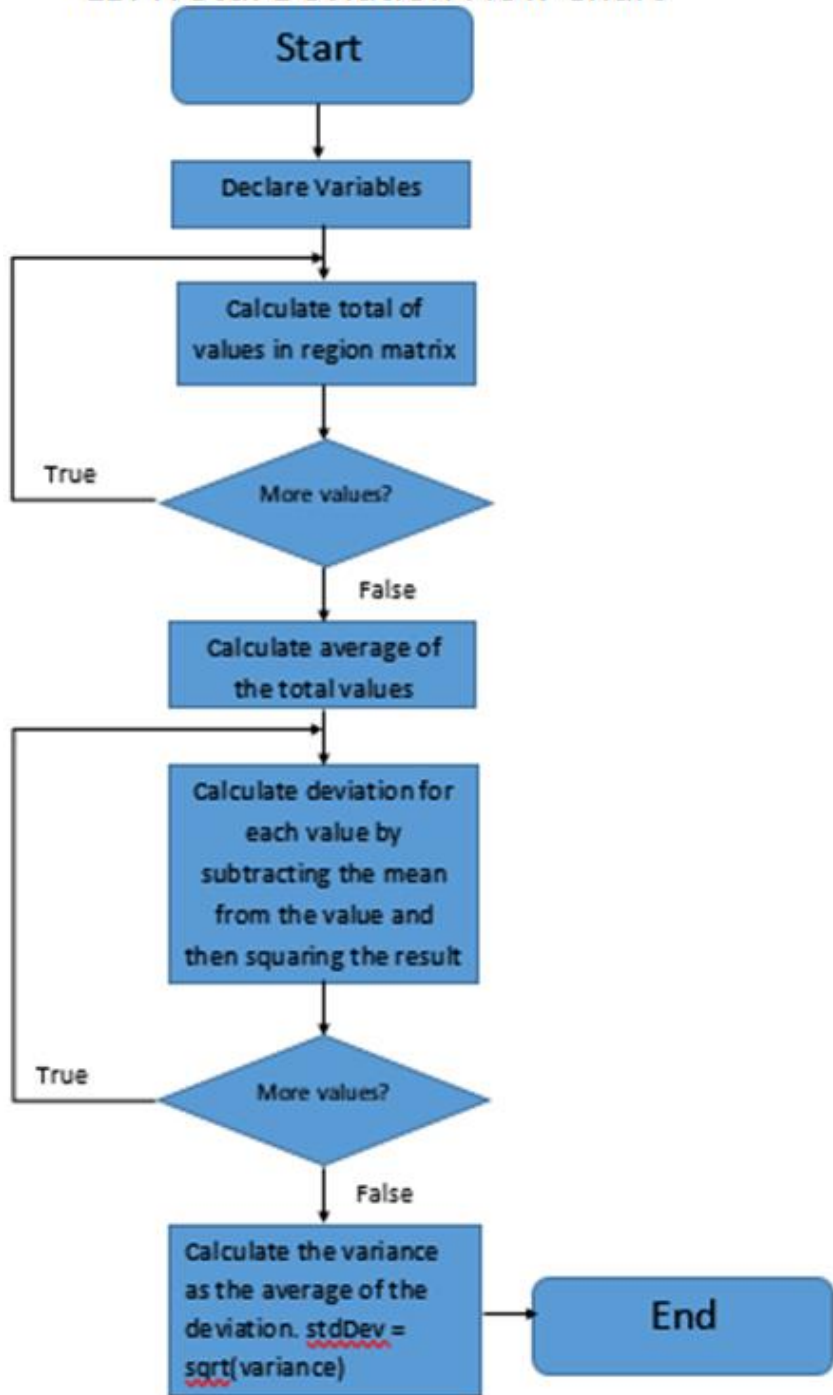 Start
Declare Variables
Calculate total of
values in region matrix
True
More values?
False
Calculate average of
the total values
Calculate deviation for
each value by
subtracting the mean
from the value and
then squaring the result
True
More values?
False
Calculate the variance
as the average of the
deviation. stdDev =
sqrt(variance)
End